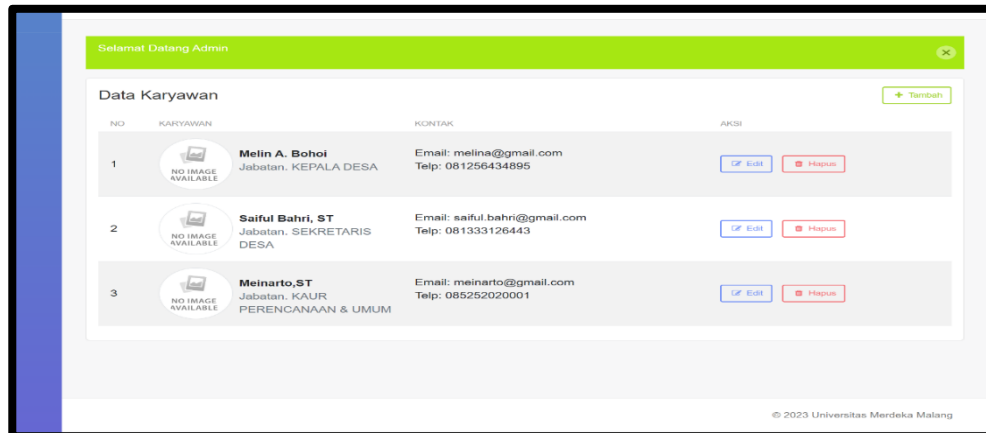 Selamat Datang Admin
Data Karyawan
+ Tambah
NO KARYAWAN KONTAK AKSI
1
NO IMAGE
AVAILABLE
Melin A. Bohoi
Jabatan. KEPALA DESA
Email: melina@gmail.com
Telp: 081256434895
Edit
Hapus
2
NO IMAGE
AVAILABLE
Saiful Bahri, ST
Jabatan. SEKRETARIS
DESA
Email: saiful.bahri@gmail.com
Telp: 081333126443
Edit
Hapus
3
NO IMAGE
AVAILABLE
Meinarto,ST
Jabatan. KAUR
PERENCANAAN & UMUM
Email: meinarto@gmail.com
Telp: 085252020001
Edit
Hapus
© 2023 Universitas Merdeka Malang